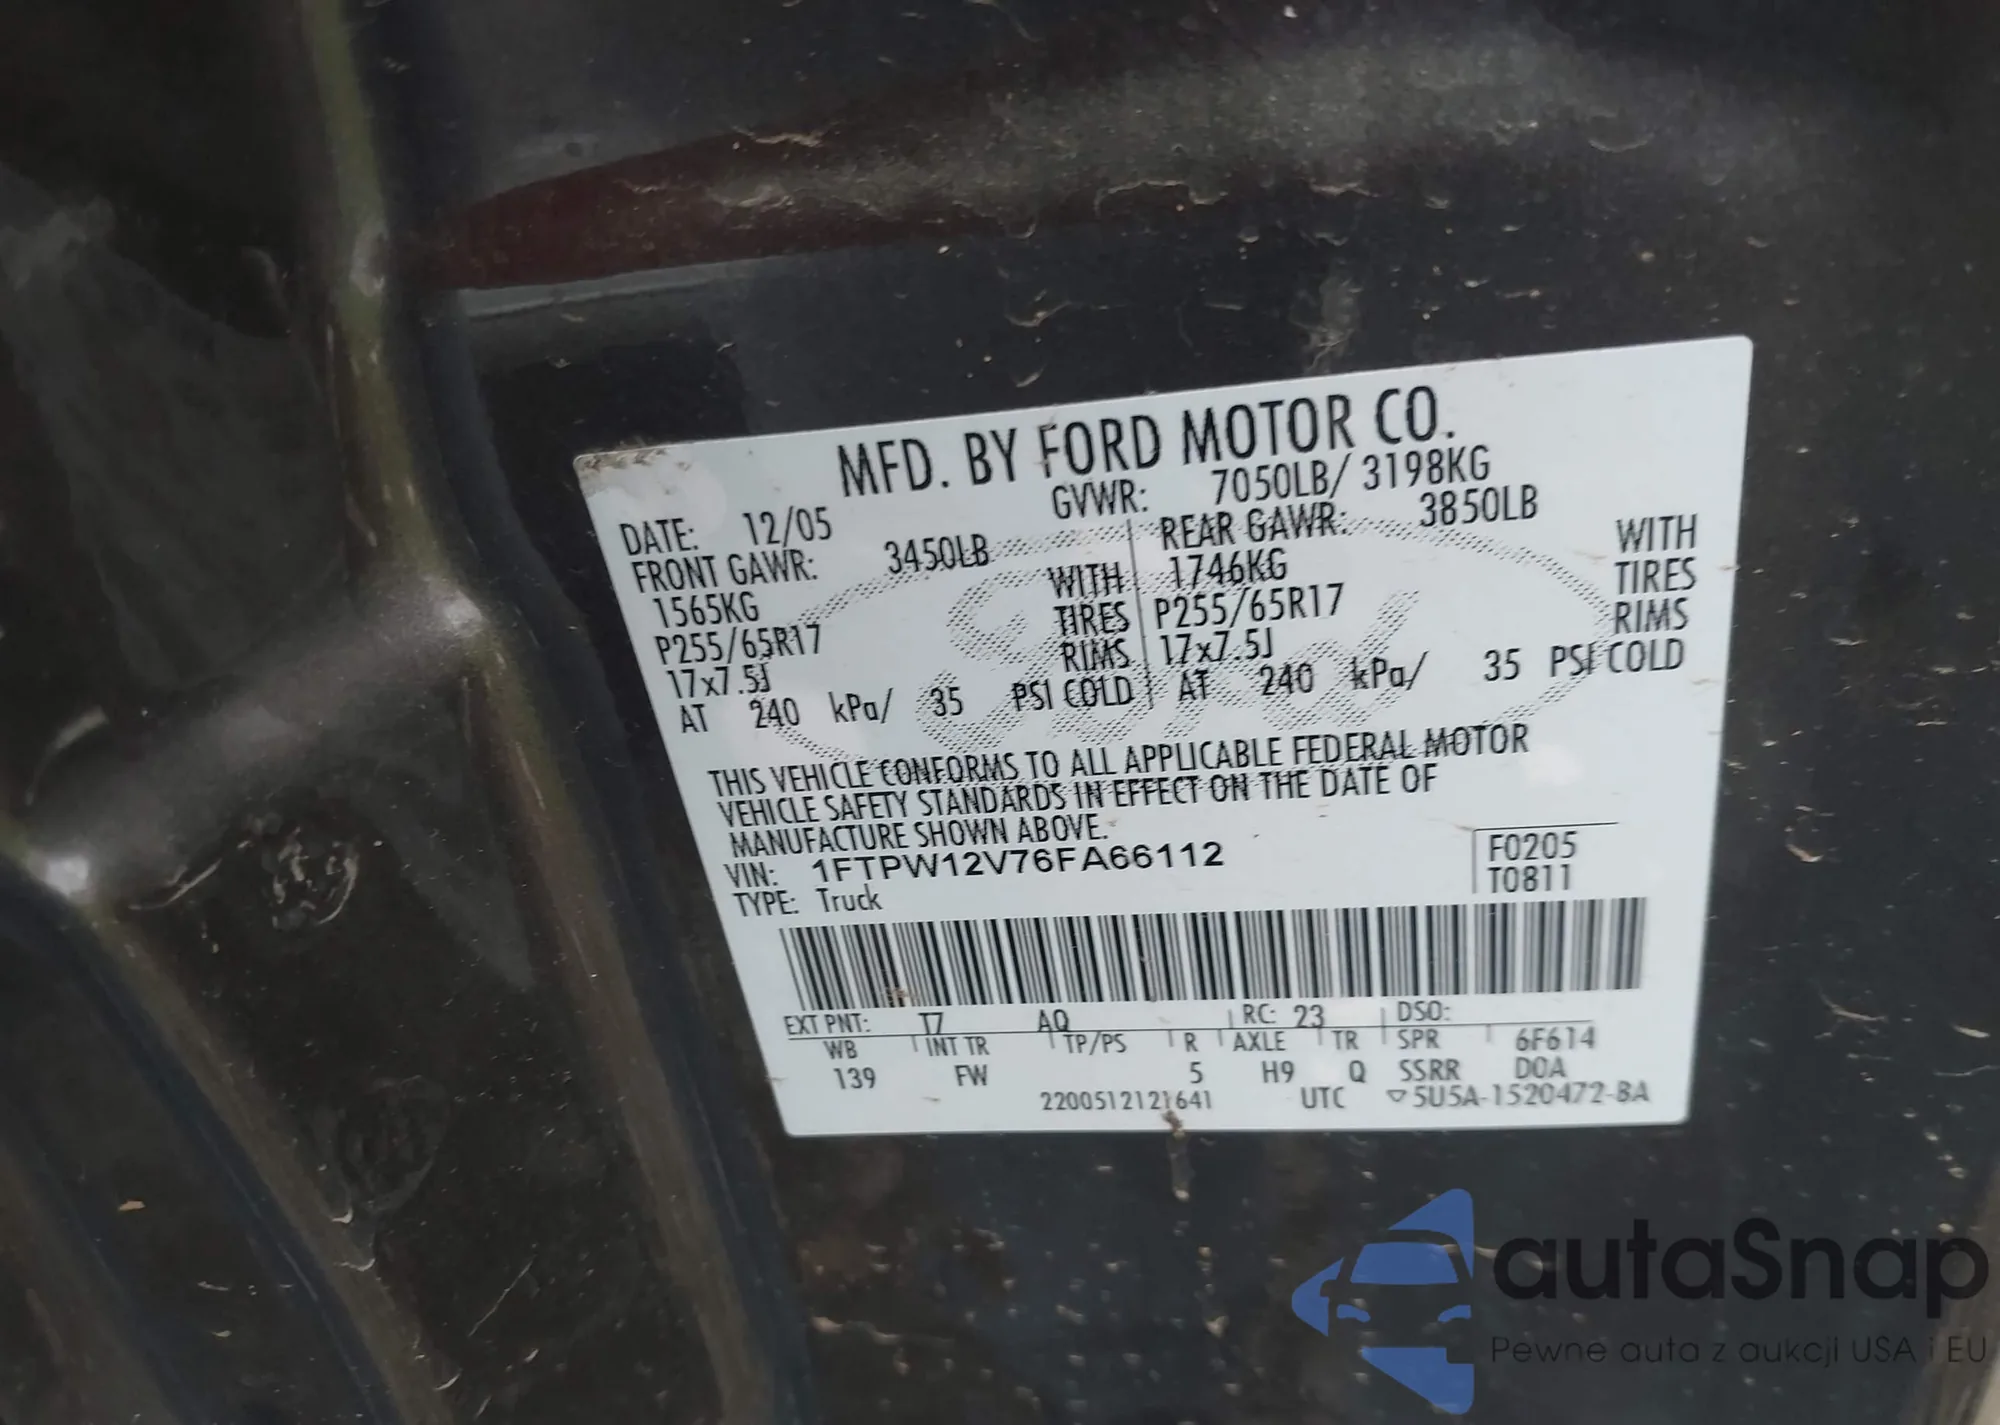 MFD. BY FORD MOTOR CO.
DATE: 12/05 GVWR: 7050LB/ 3198KG
FRONT GAWR: 3450LB REAR GAWR: 3850LB
1565KG WITH 1746KG WITH
P255/65R17 TIRES P255/65R17 TIRES
17x7.5J RIMS 17x7.5J RIMS
AT 240 kPa/ 35 PSI COLD AT 240 kPa/ 35 PSI COLD
THIS VEHICLE CONFORMS TO ALL APPLICABLE FEDERAL MOTOR
VEHICLE SAFETY STANDARDS IN EFFECT ON THE DATE OF
MANUFACTURE SHOWN ABOVE.
VIN: 1FTPW12V76FA66112 F0205
TYPE: Truck T0811
EXT PNT: T7 AQ RC: 23 DSO:
WB INT TR TP/PS R AXLE TR SPR 6F614
139 FW 5 H9 Q SSRR DOA
2200512121641 UTC ▽5U5A-1520472-BA
autaSnap
Pewne auta z aukcji USA i EU